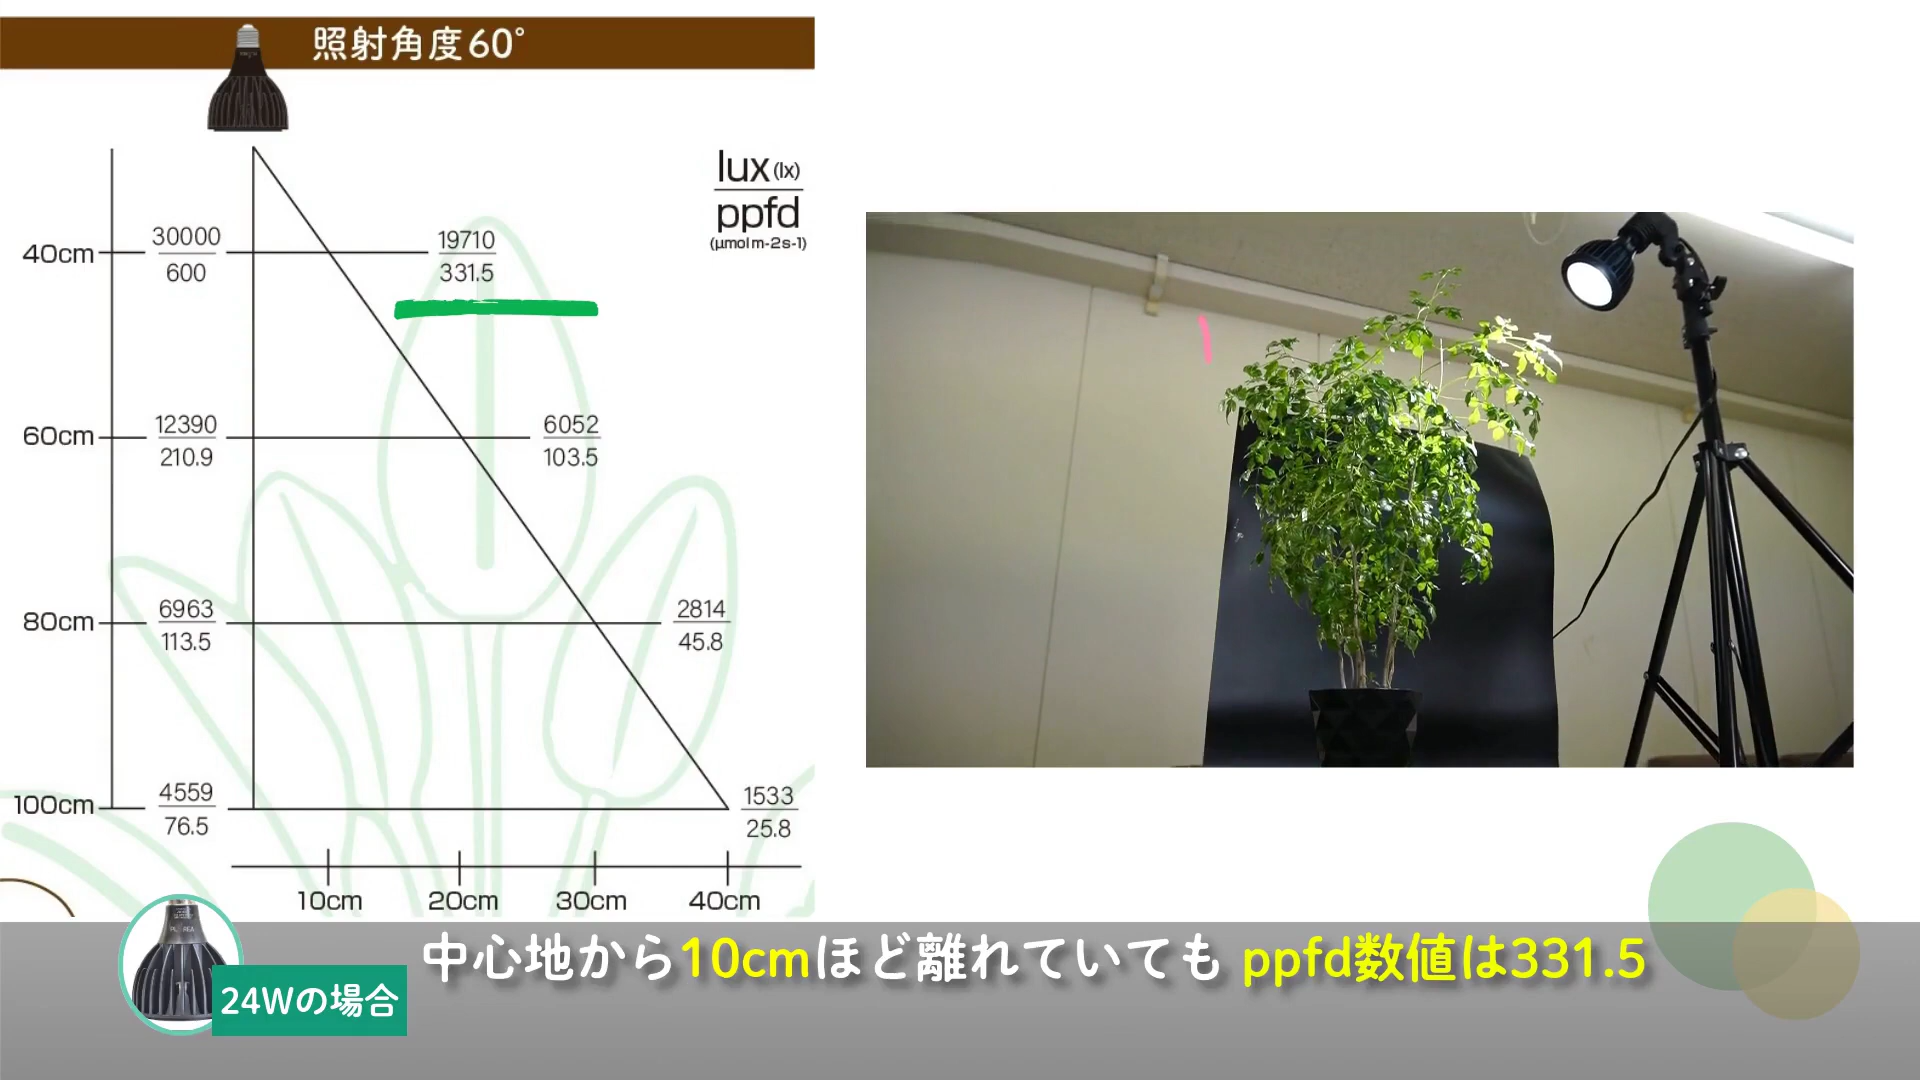 照射角度60°
lux(lx)
ppfd
(μmolm-2s-1)
40cm
30000
600
19710
331.5
60cm
12390
210.9
6052
103.5
80cm
6963
113.5
2814
45.8
100cm
4559
76.5
1533
25.8
10cm 20cm 30cm 40cm
中心地から10cmほど離れていても ppfd数値は331.5
24Wの場合